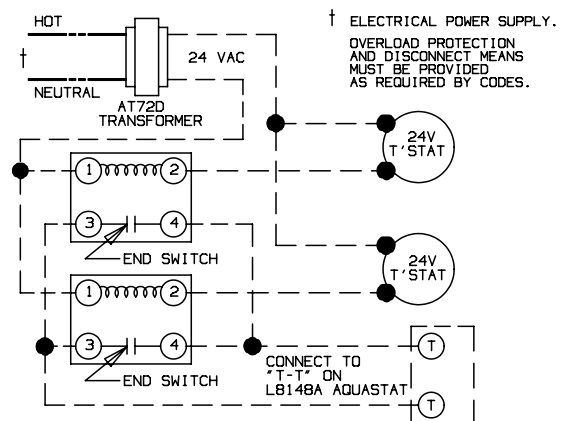 HOT
† ELECTRICAL POWER SUPPLY.
†
24 VAC
OVERLOAD PROTECTION
AND DISCONNECT MEANS
MUST BE PROVIDED
AS REQUIRED BY CODES.
NEUTRAL
AT72D
TRANSFORMER
24V
T'STAT
1
2
3
4
END SWITCH
24V
T'STAT
1
2
3
4
END SWITCH
CONNECT TO
"T-T" ON
L8148A AQUASTAT
T
T